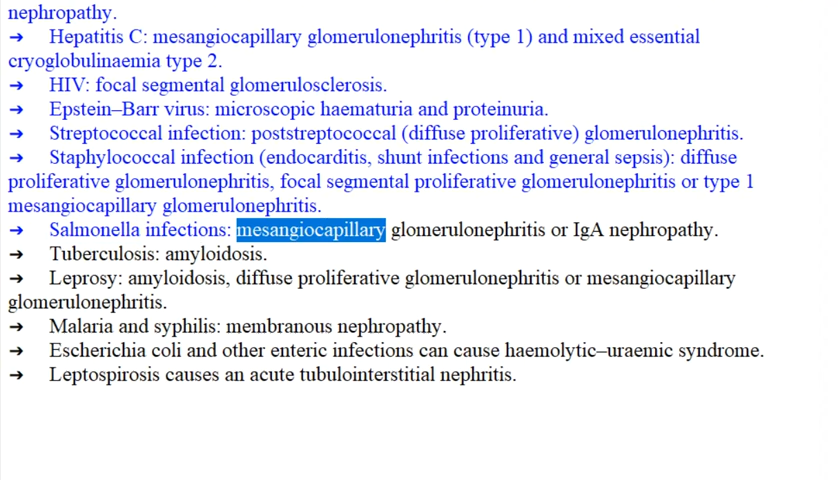 nephropathy.
→ Hepatitis C: mesangiocapillary glomerulonephritis (type 1) and mixed essential
cryoglobulinaemia type 2.
→ HIV: focal segmental glomerulosclerosis.
→ Epstein–Barr virus: microscopic haematuria and proteinuria.
→ Streptococcal infection: poststreptococcal (diffuse proliferative) glomerulonephritis.
→ Staphylococcal infection (endocarditis, shunt infections and general sepsis): diffuse
proliferative glomerulonephritis, focal segmental proliferative glomerulonephritis or type 1
mesangiocapillary glomerulonephritis.
→ Salmonella infections: mesangiocapillary glomerulonephritis or IgA nephropathy.
→ Tuberculosis: amyloidosis.
→ Leprosy: amyloidosis, diffuse proliferative glomerulonephritis or mesangiocapillary
glomerulonephritis.
→ Malaria and syphilis: membranous nephropathy.
→ Escherichia coli and other enteric infections can cause haemolytic–uraemic syndrome.
→ Leptospirosis causes an acute tubulointerstitial nephritis.